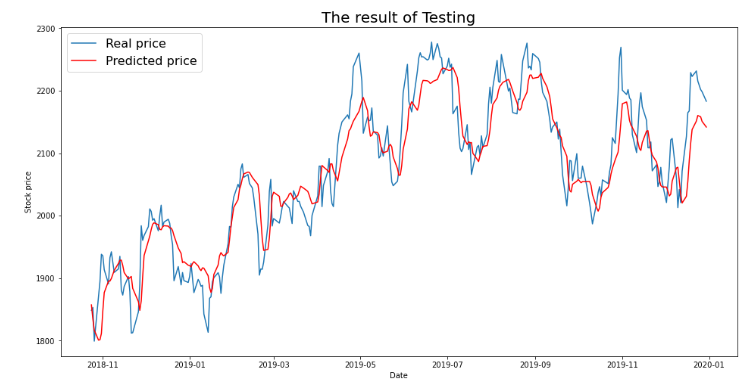 The result of Testing
Real price
Predicted price
Stock price
2300
2200
2100
2000
1900
1800
2018-11 2019-01 2019-03 2019-05 2019-07 2019-09 2019-11 2020-01
Date